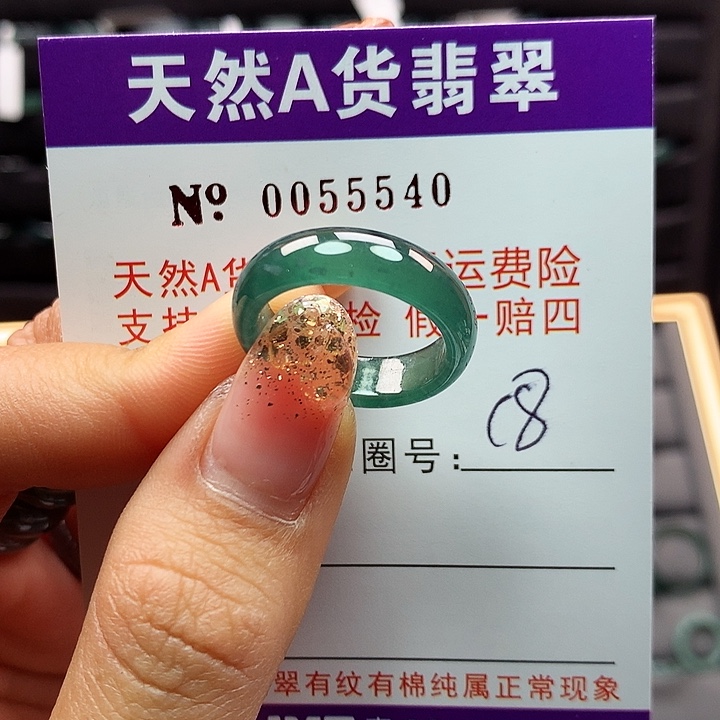 天然A货翡翠
Nº: 0055540
天然A货 运费险
支持 检 假一赔四
圈号: 18
翠有纹有棉纯属正常现象